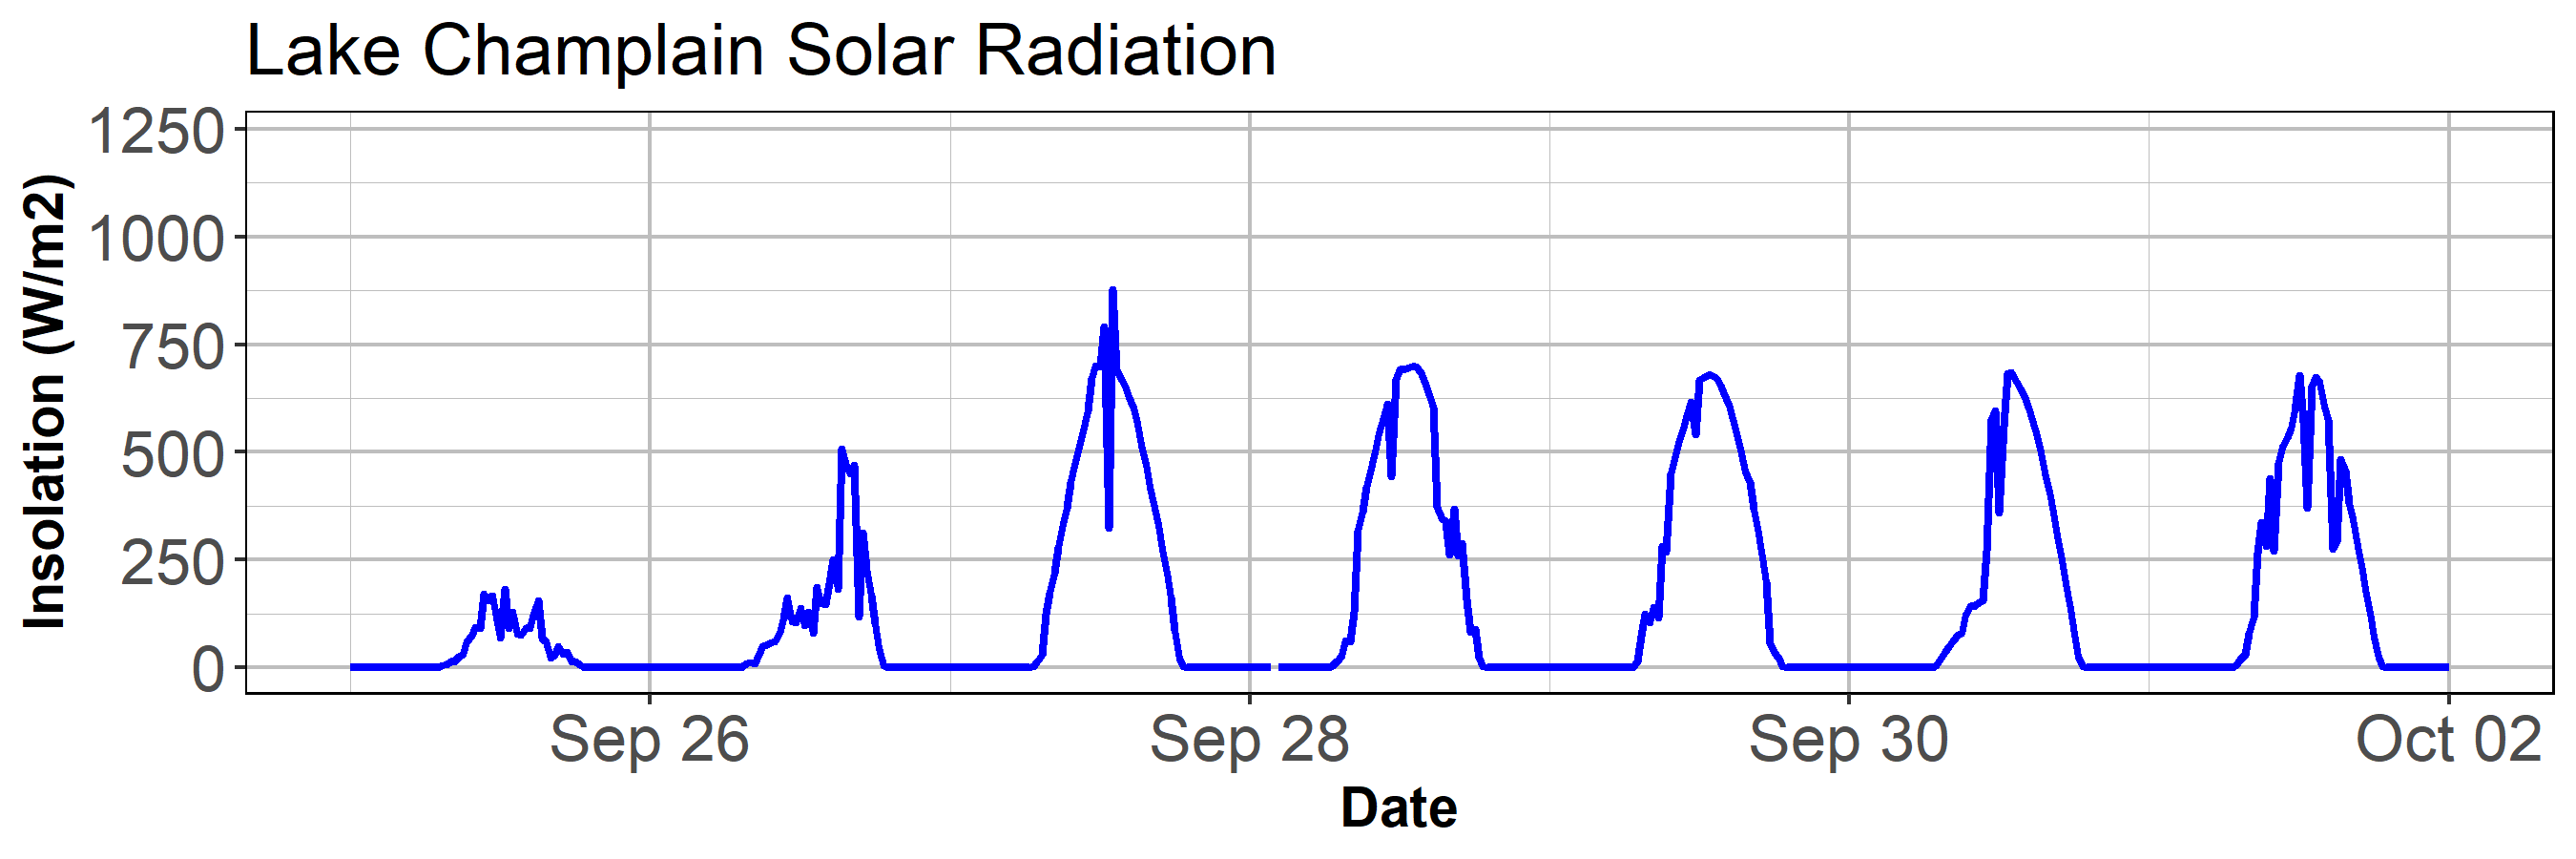 Lake Champlain Solar Radiation
Insolation (W/m2)
1250
1000
750
500
250
0
Sep 26 Sep 28 Sep 30 Oct 02
Date